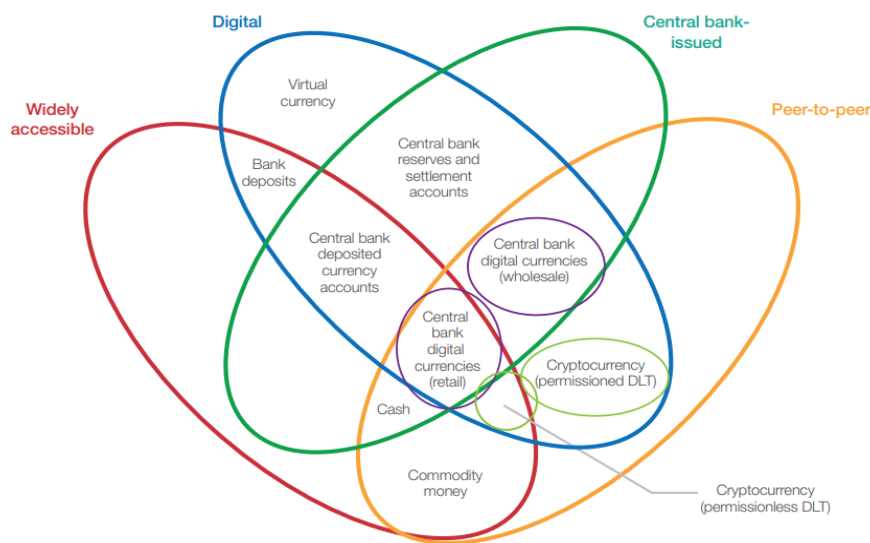 Digital
Central bank-
issued
Widely
accessible
Peer-to-peer
Virtual
currency
Bank
deposits
Central bank
reserves and
settlement
accounts
Central bank
deposited
currency
accounts
Central bank
digital currencies
(wholesale)
Central
bank
digital
currencies
(retail)
Cryptocurrency
(permissioned DLT)
Cash
Commodity
money
Cryptocurrency
(permissionless DLT)